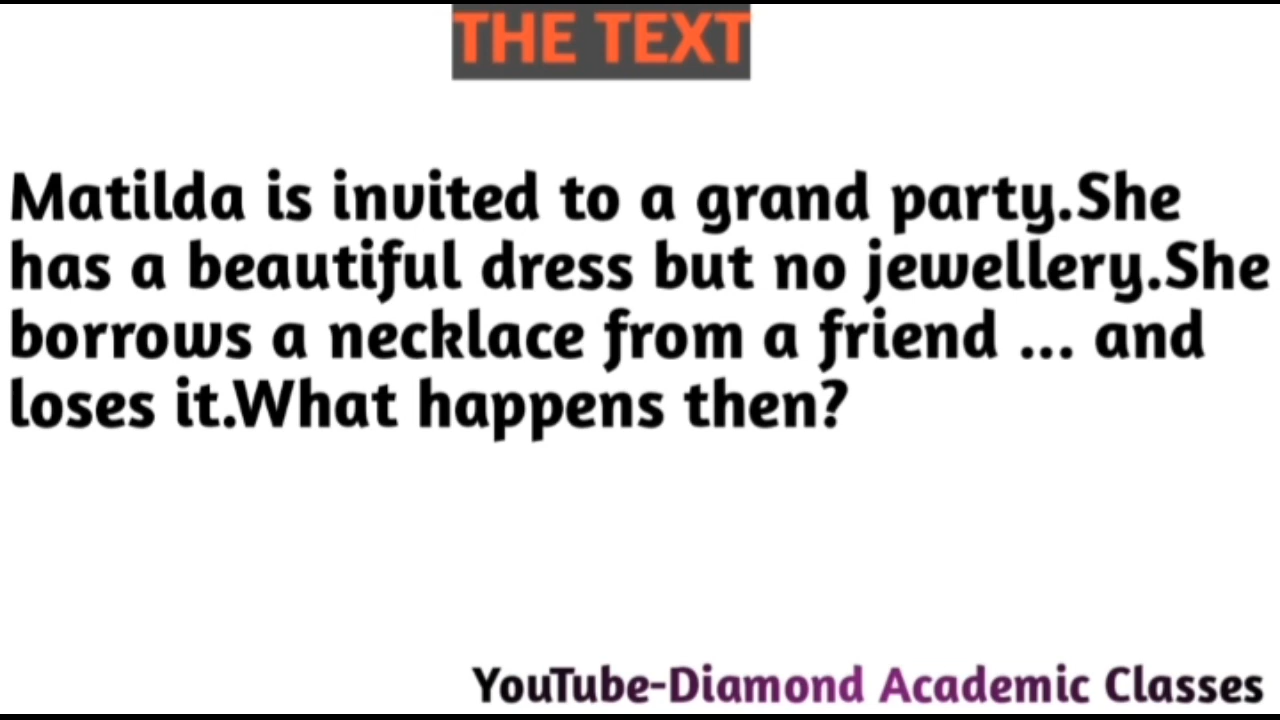 THE TEXT
Matilda is invited to a grand party.She
has a beautiful dress but no jewellery.She
borrows a necklace from a friend ... and
loses it.What happens then?
YouTube-Diamond Academic Classes